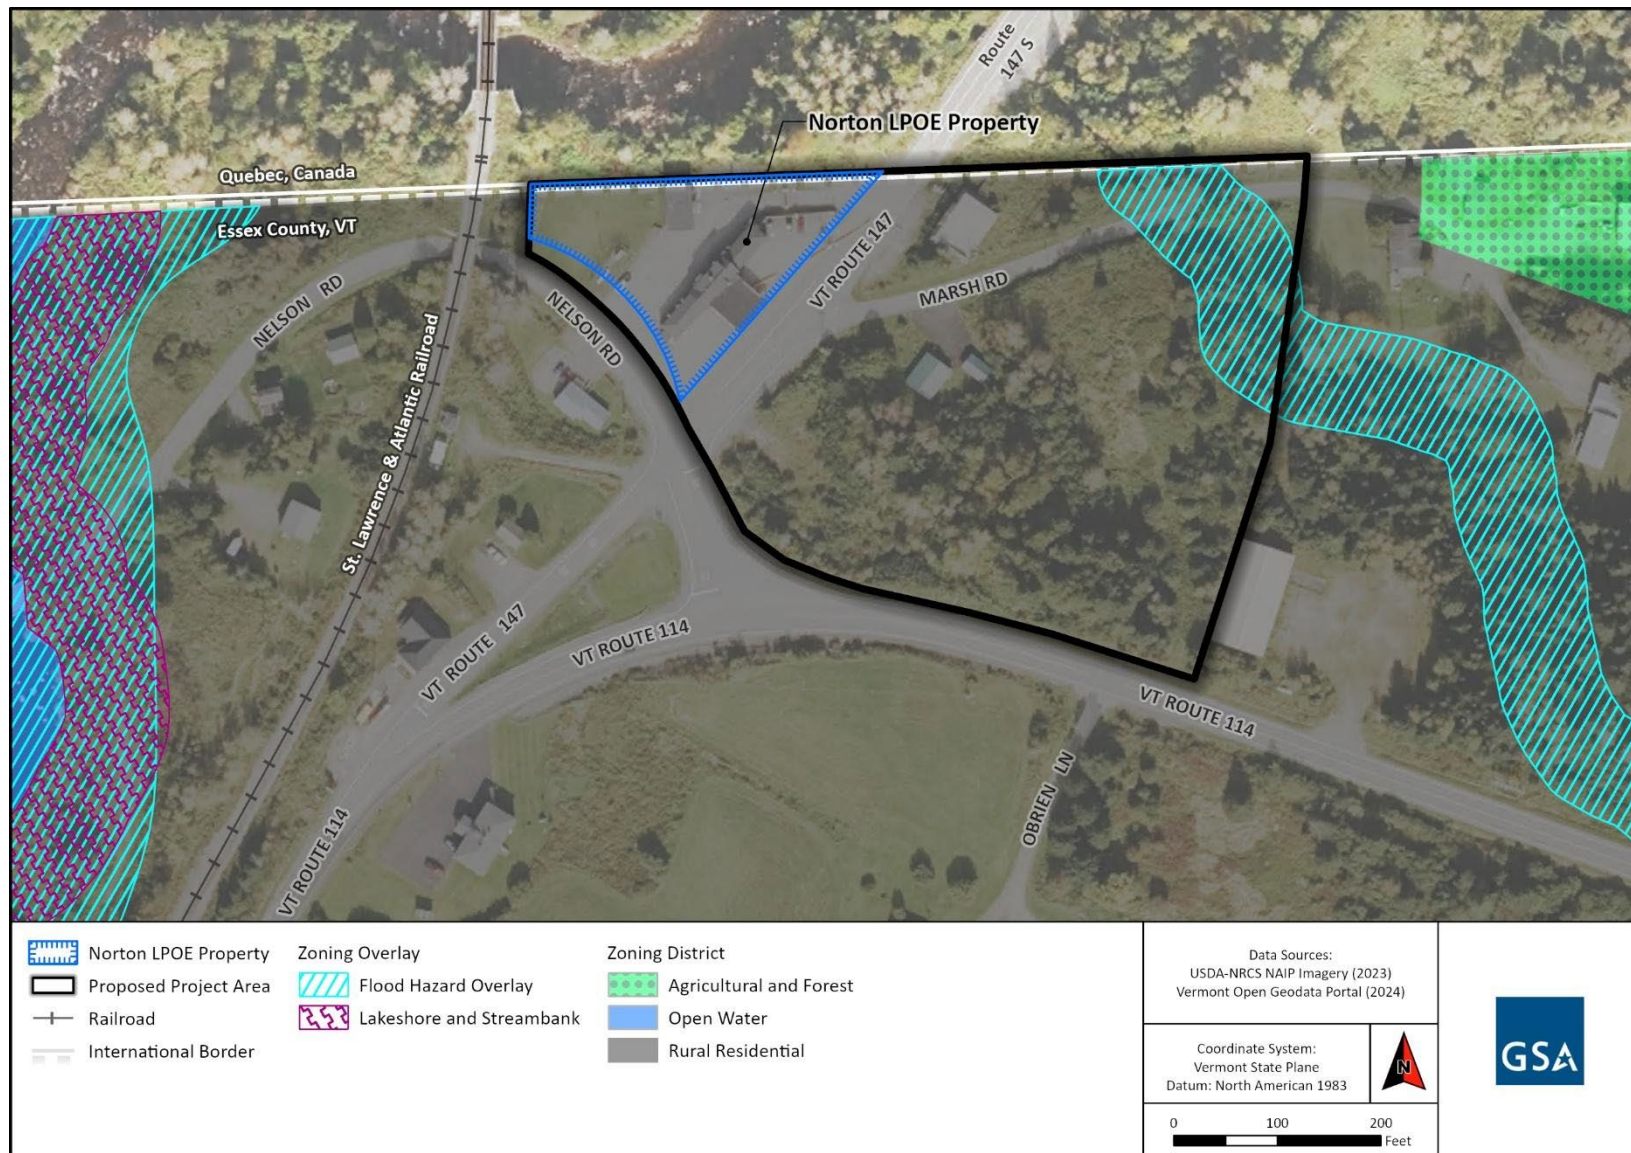 Route
147 S
Norton LPOE Property
Quebec, Canada
Essex County, VT
VT ROUTE 147
MARSH RD
NELSON RD
NELSON RD
St. Lawrence & Atlantic Railroad
VT ROUTE 147
VT ROUTE 114
VT ROUTE 114
OBRIEN LN
VT ROUTE 114
Norton LPOE Property
Proposed Project Area
Railroad
International Border
Zoning Overlay
Flood Hazard Overlay
Lakeshore and Streambank
Zoning District
Agricultural and Forest
Open Water
Rural Residential
Data Sources:
USDA-NRCS NAIP Imagery (2023)
Vermont Open Geodata Portal (2024)
Coordinate System:
Vermont State Plane
Datum: North American 1983
N
0 100 200
Feet
GSA